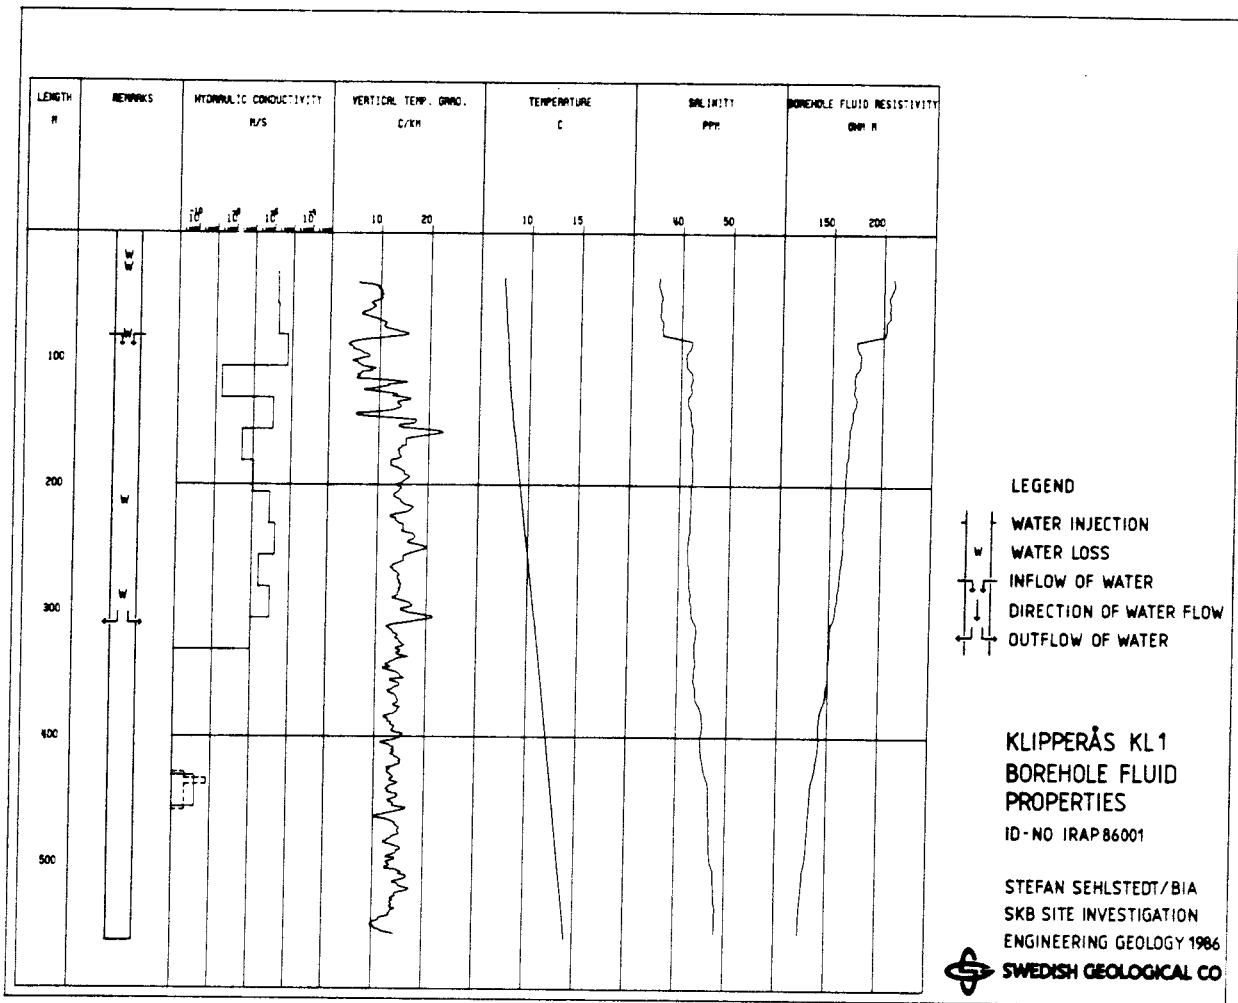 LENGTH
M
REMARKS
HYDRAULIC CONDUCTIVITY
M/S
VERTICAL TEMP. GRAD.
C/KM
TEMPERATURE
C
SALINITY
PPM
BOREHOLE FLUID RESISTIVITY
OHM M
10 20
10 15
40 50
150 200
W
W
W
100
200
W
W
300
400
500
LEGEND
WATER INJECTION
W WATER LOSS
INFLOW OF WATER
DIRECTION OF WATER FLOW
OUTFLOW OF WATER
KLIPPERÅS KL1
BOREHOLE FLUID
PROPERTIES
ID-NO IRAP 86001
STEFAN SEHLSTEDT/BIA
SKB SITE INVESTIGATION
ENGINEERING GEOLOGY 1986
SWEDISH GEOLOGICAL CO